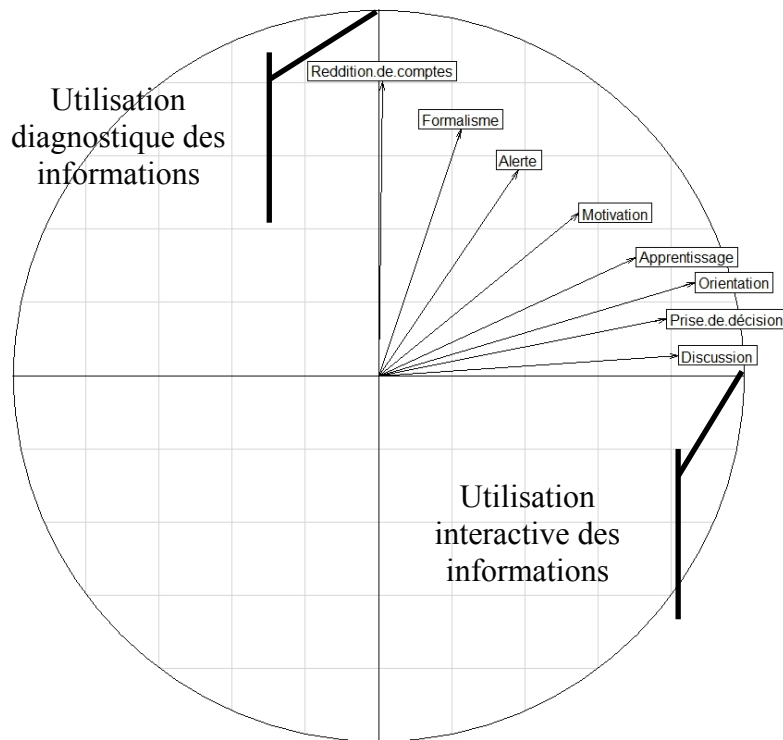 Reddition.de.comptes
Utilisation
diagnostique des
informations
Formalisme
Alerte
Motivation
Apprentissage
Orientation
Prise.de.décision
Discussion
Utilisation
interactive des
informations